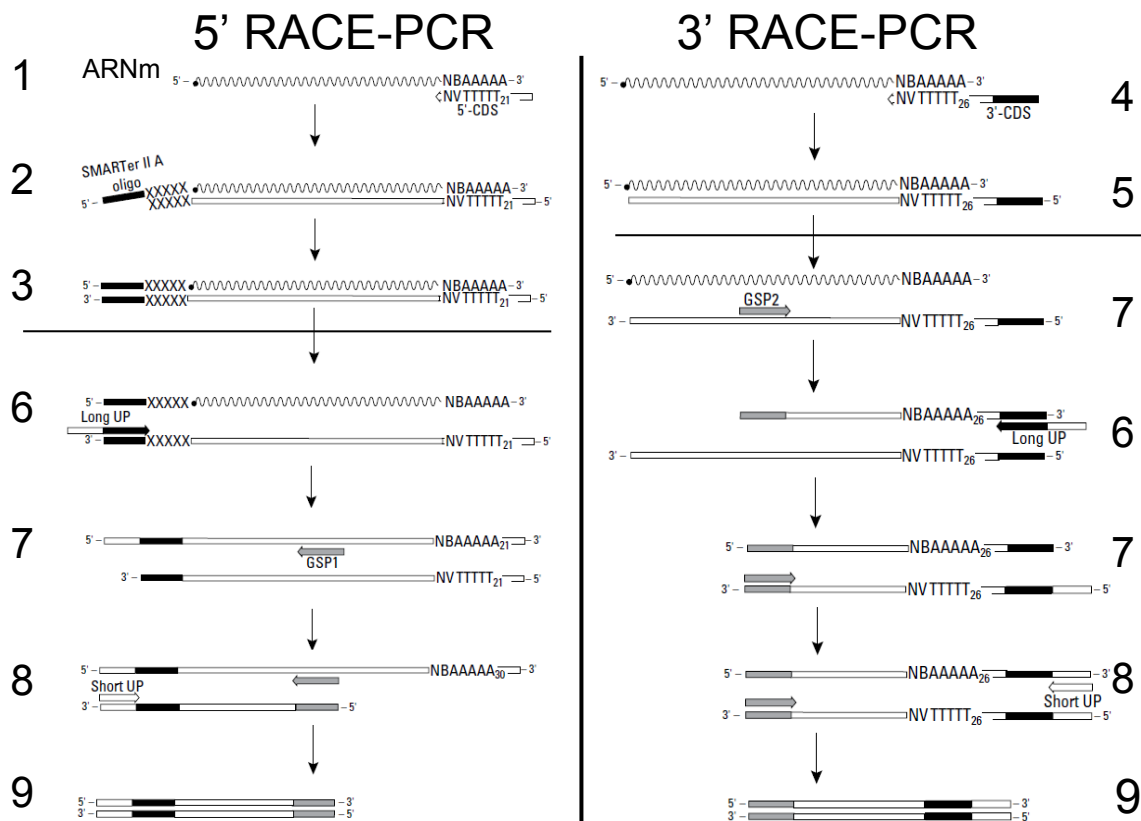 5' RACE-PCR
1
ARNm
5'– NBAAAAA–3'
NVTTTTT21
5'-CDS
2
SMARTer II A
oligo
XXXXX NBAAAAA–3'
5'– XXXXX NVTTTTT21 –5'
3
5'– XXXXX NBAAAAA–3'
3'– XXXXX NVTTTTT21 –5'
6
5'– XXXXX NBAAAAA–3'
Long UP
3'– XXXXX NVTTTTT21 –5'
7
5'– NBAAAAA21 –3'
GSP1
3'– NVTTTTT21 –5'
8
5'– NBAAAAA30 –3'
Short UP
3'– –5'
9
5'– –3'
3'– –5'
3' RACE-PCR
5'– NBAAAAA–3'
4
NVTTTTT26
3'-CDS
5'– NBAAAAA–3'
5
NVTTTTT26 –5'
5'– NBAAAAA–3'
7
GSP2
3'– NVTTTTT26 –5'
NBAAAAA26 –3'
6
Long UP
3'– NVTTTTT26 –5'
5'– NBAAAAA26 –3'
7
3'– NVTTTTT26 –5'
5'– NBAAAAA26 –3'
8
Short UP
3'– NVTTTTT26 –5'
9
5'– –3'
3'– –5'